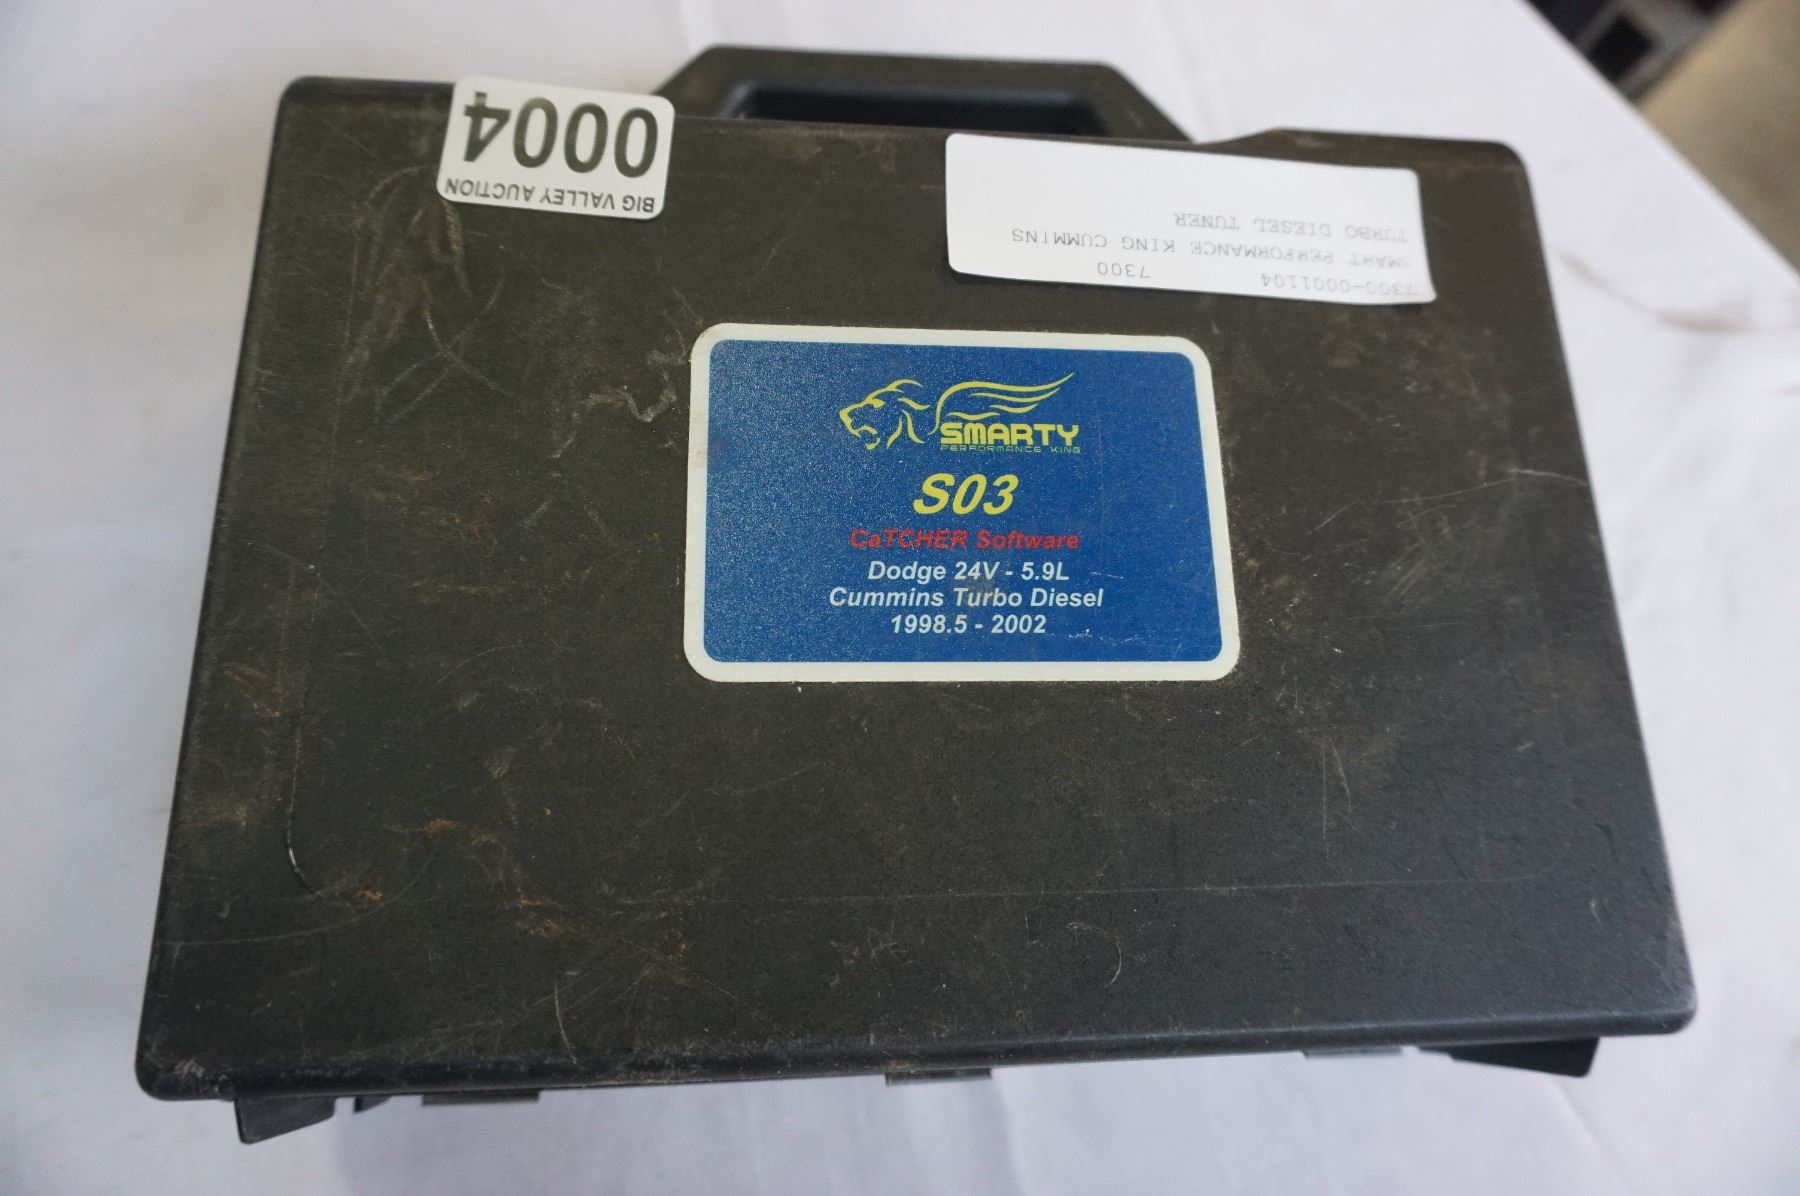 0004
BIG VALLEY AUCTION
7300-0001104 7300
SMART PERFORMANCE KING CUMMINS
TURBO DIESEL TUNER
SMARTY
PERFORMANCE KING
S03
CaTCHER Software
Dodge 24V - 5.9L
Cummins Turbo Diesel
1998.5 - 2002